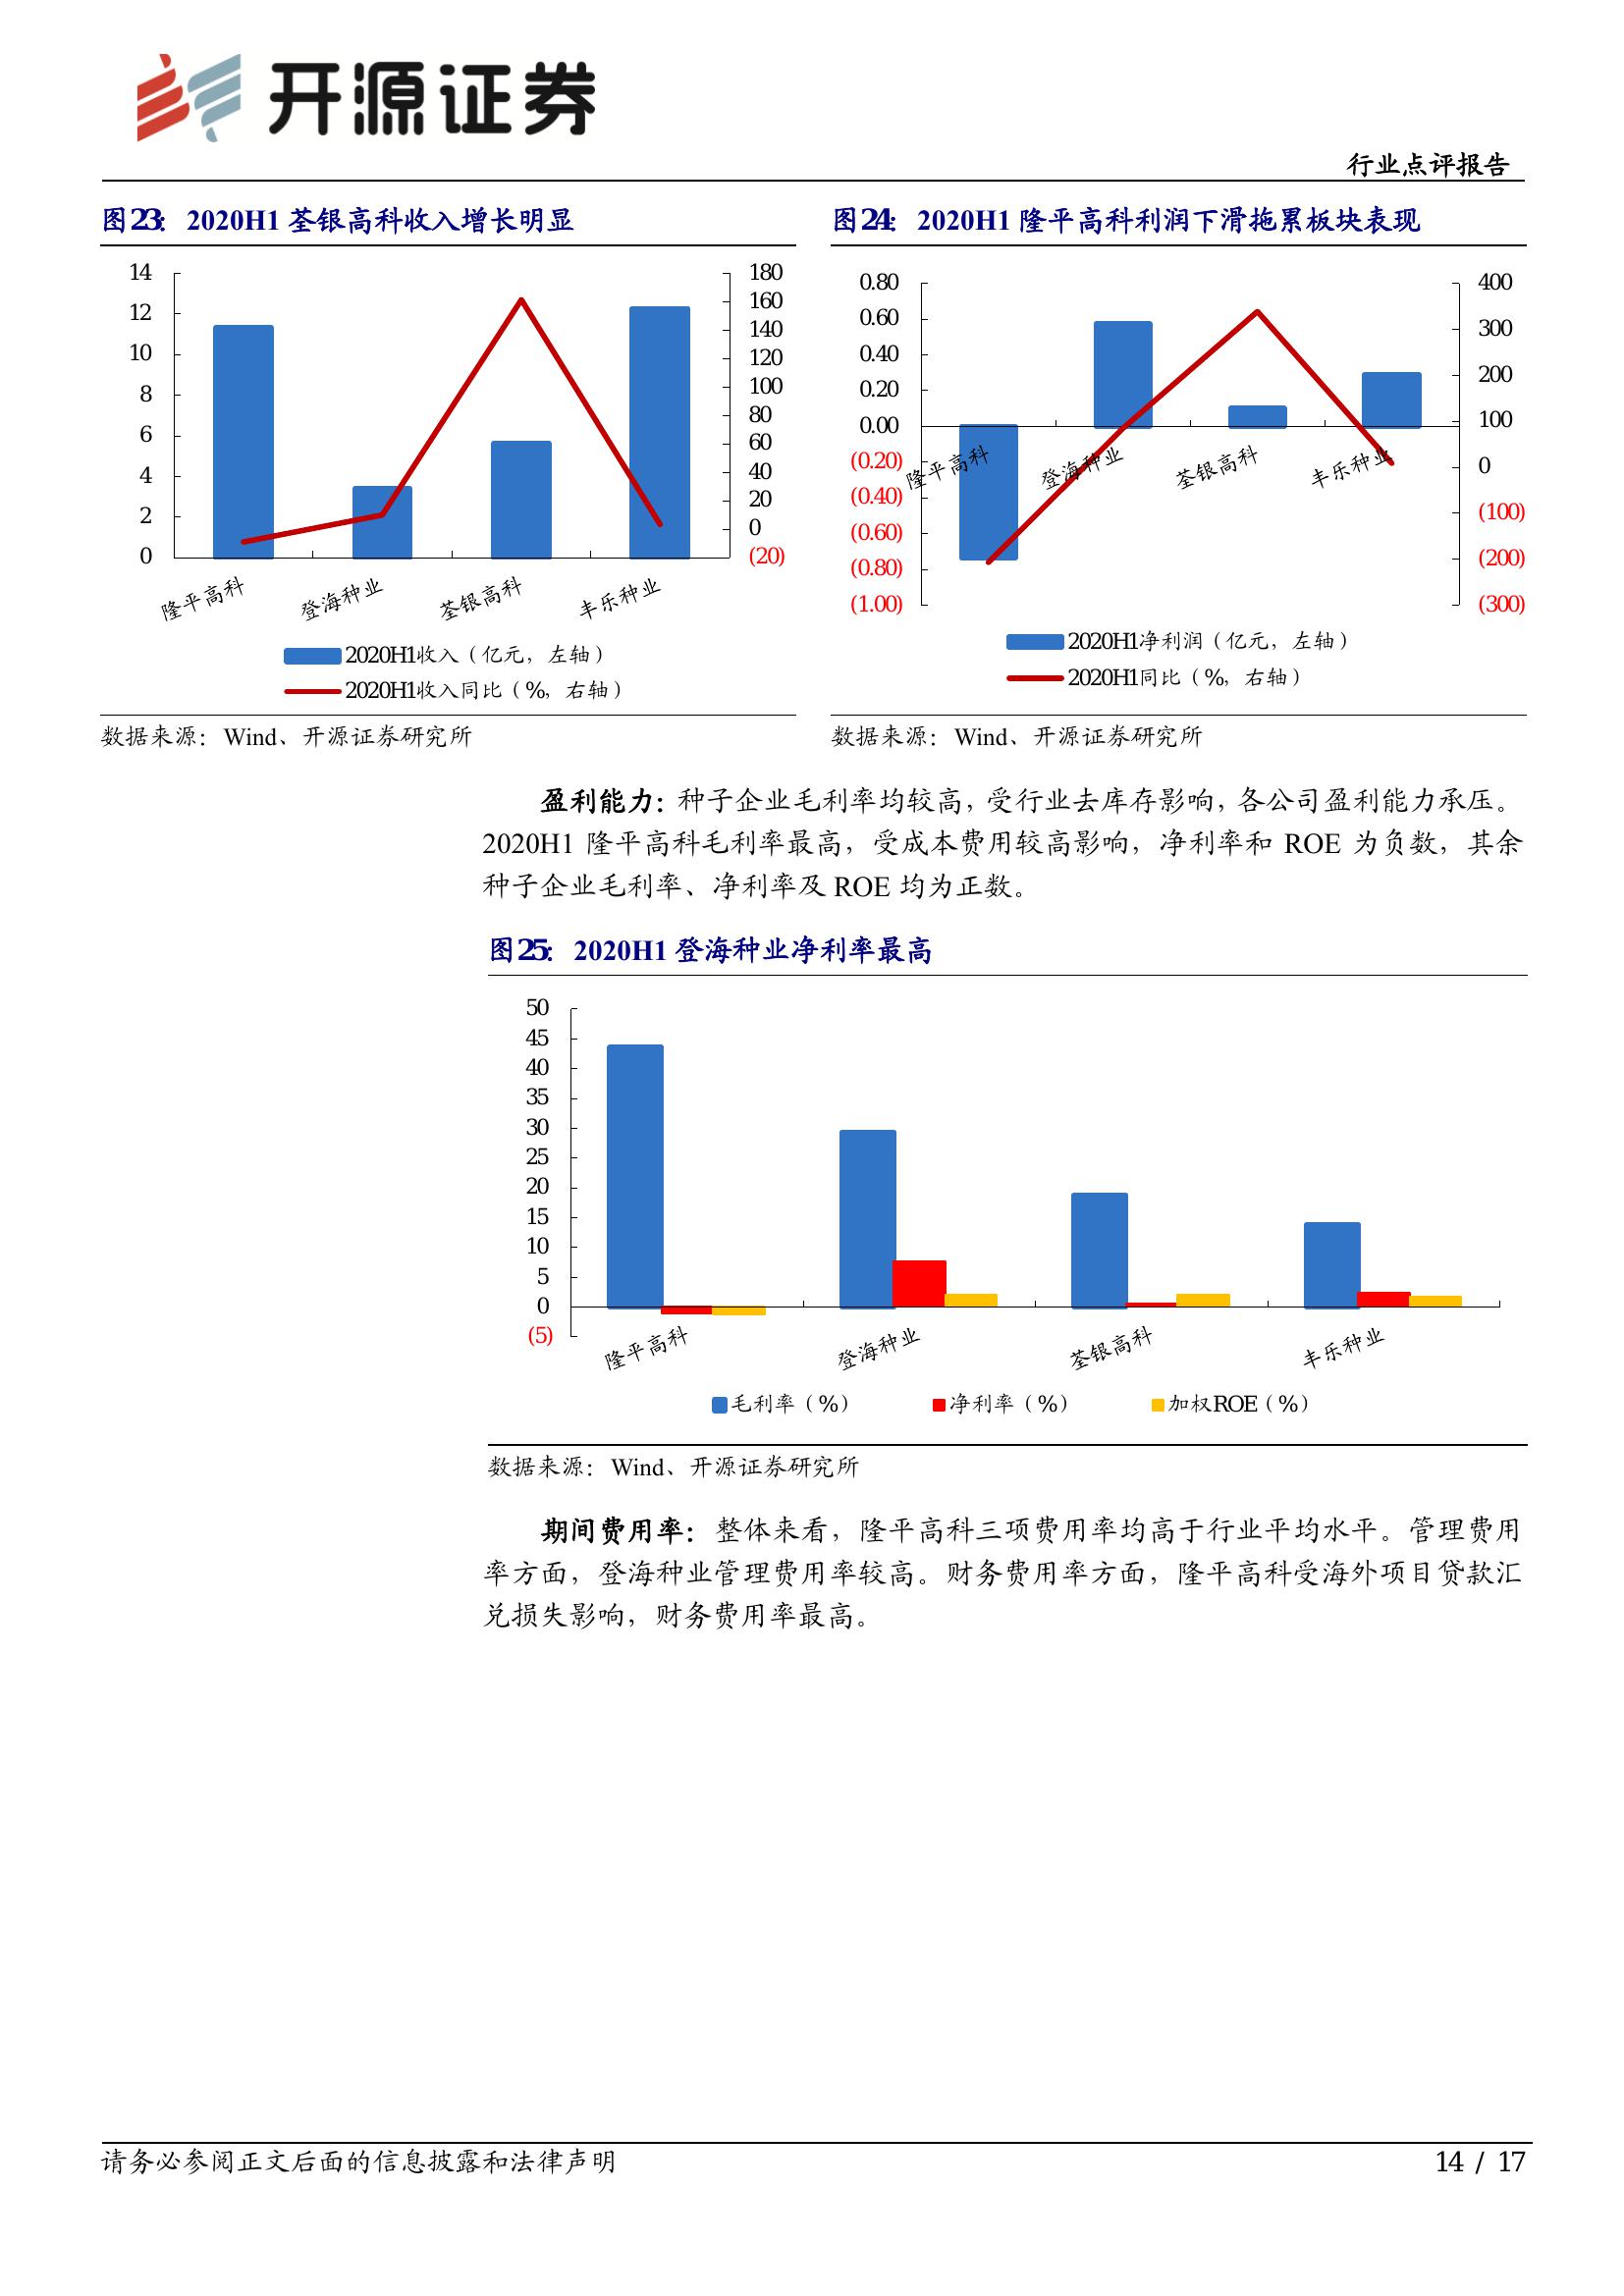 开源证券
行业点评报告
图23： 2020H1 荃银高科收入增长明显
14
12
10
8
6
4
2
0
180
160
140
120
100
80
60
40
20
0
(20)
隆平高科
登海种业
荃银高科
丰乐种业
2020H1收入（亿元，左轴）
2020H1收入同比（%，右轴）
数据来源：Wind、开源证券研究所
图24： 2020H1 隆平高科利润下滑拖累板块表现
0.80
0.60
0.40
0.20
0.00
(0.20)
(0.40)
(0.60)
(0.80)
(1.00)
400
300
200
100
0
(100)
(200)
(300)
隆平高科
登海种业
荃银高科
丰乐种业
2020H1净利润（亿元，左轴）
2020H1同比（%，右轴）
数据来源：Wind、开源证券研究所
盈利能力：种子企业毛利率均较高，受行业去库存影响，各公司盈利能力承压。
2020H1 隆平高科毛利率最高，受成本费用较高影响，净利率和 ROE 为负数，其余
种子企业毛利率、净利率及 ROE 均为正数。
图25： 2020H1 登海种业净利率最高
50
45
40
35
30
25
20
15
10
5
0
(5)
隆平高科
登海种业
荃银高科
丰乐种业
毛利率（%）
净利率（%）
加权ROE（%）
数据来源：Wind、开源证券研究所
期间费用率：整体来看，隆平高科三项费用率均高于行业平均水平。管理费用
率方面，登海种业管理费用率较高。财务费用率方面，隆平高科受海外项目贷款汇
兑损失影响，财务费用率最高。
请务必参阅正文后面的信息披露和法律声明
14 / 17